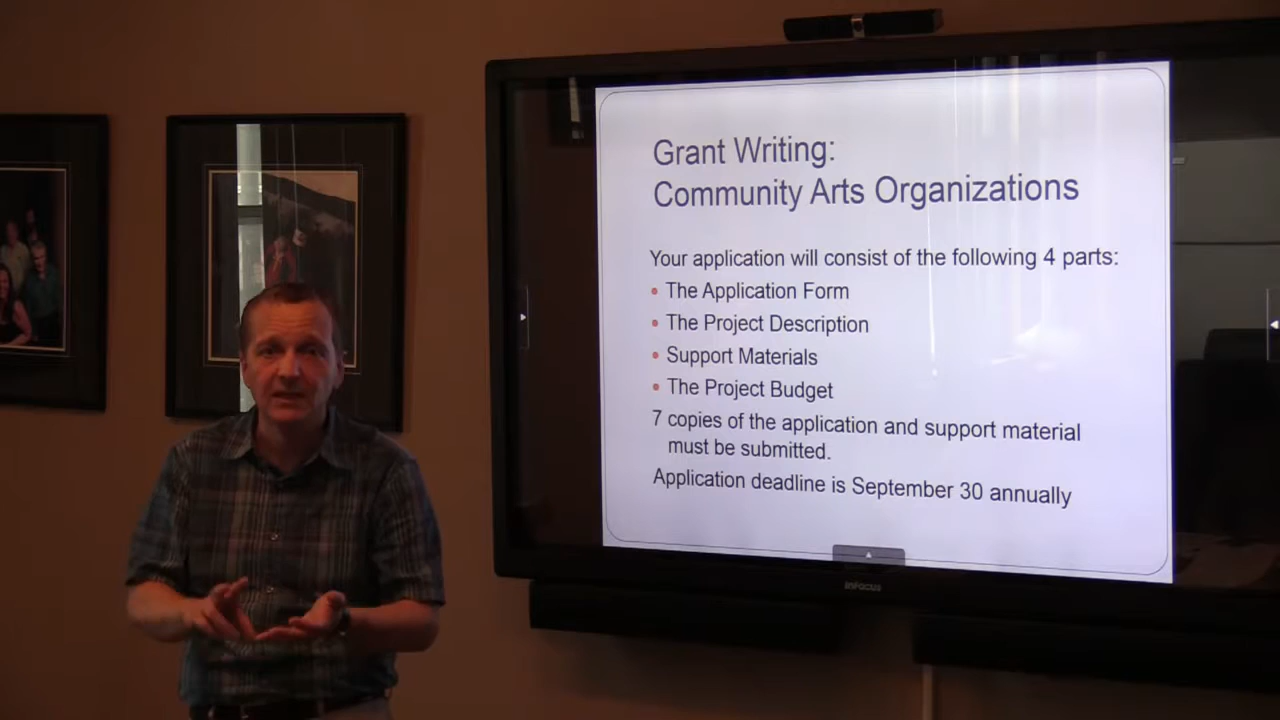 Grant Writing:
Community Arts Organizations
Your application will consist of the following 4 parts:
• The Application Form
• The Project Description
• Support Materials
• The Project Budget
7 copies of the application and support material
must be submitted.
Application deadline is September 30 annually
InFocus